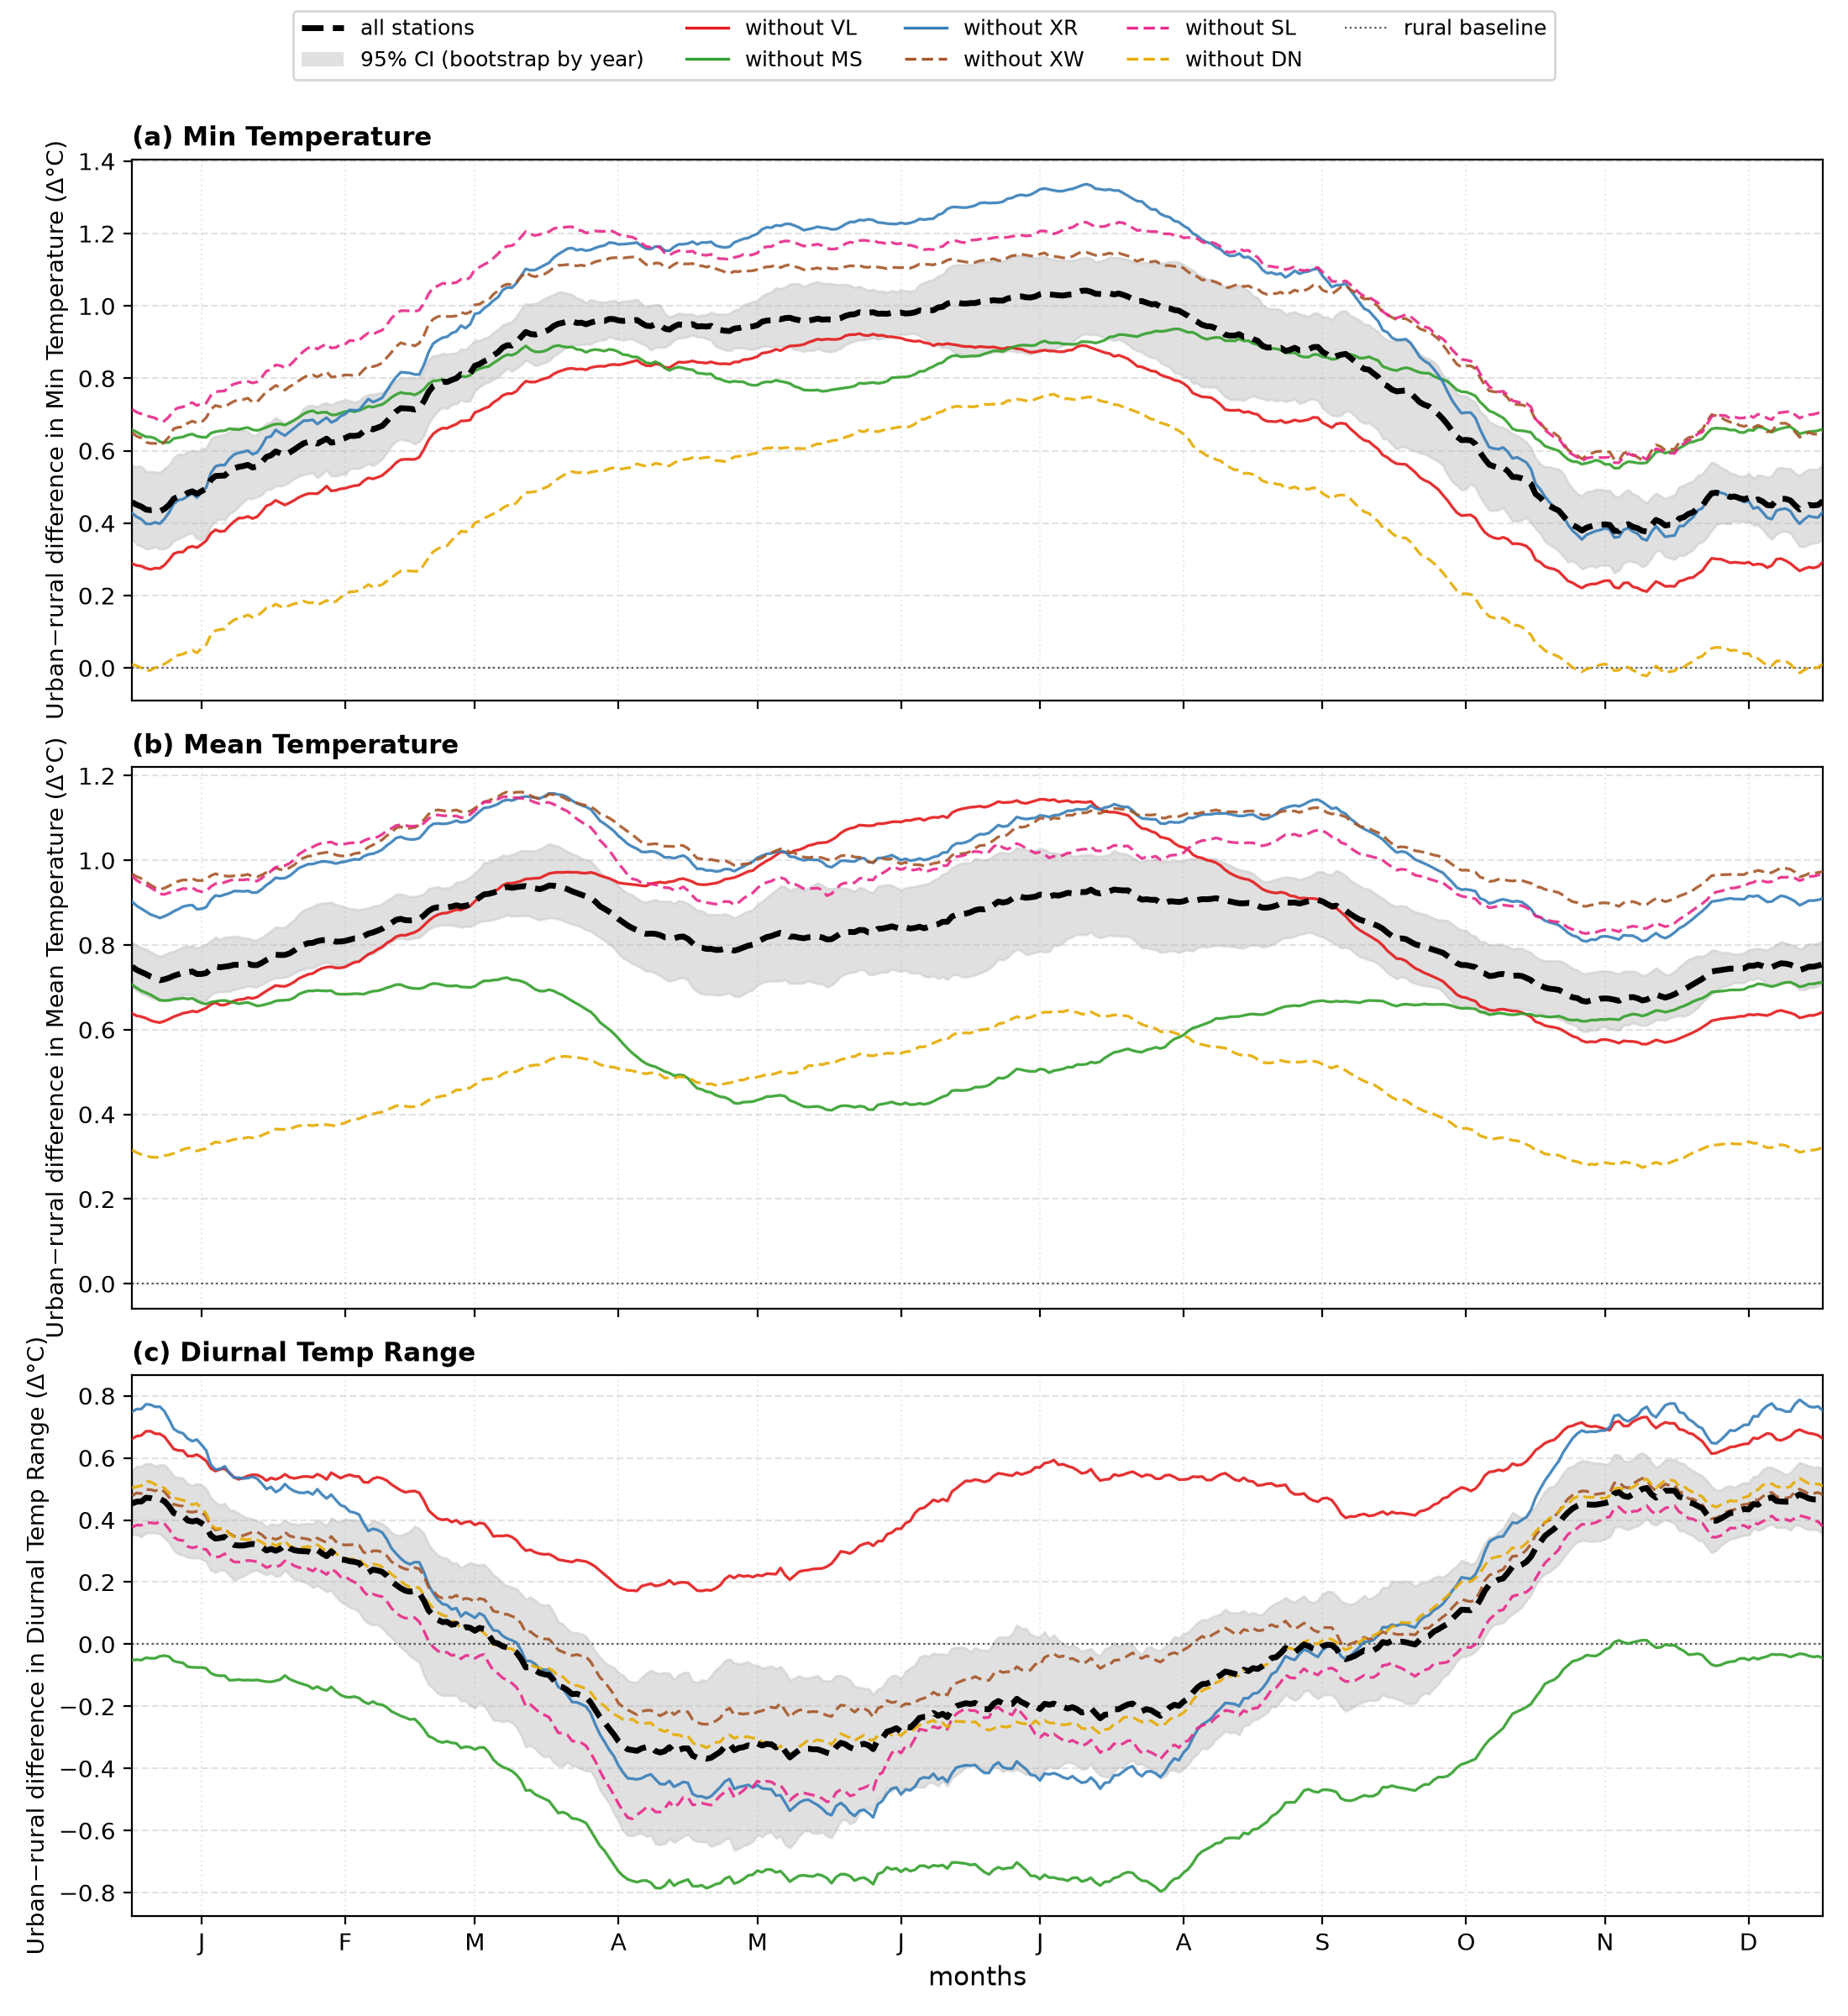 all stations
95% CI (bootstrap by year)
without VL
without MS
without XR
without XW
without SL
without DN
rural baseline
(a) Min Temperature
Urban−rural difference in Min Temperature (Δ°C)
1.4
1.2
1.0
0.8
0.6
0.4
0.2
0.0
(b) Mean Temperature
Urban−rural difference in Mean Temperature (Δ°C)
1.2
1.0
0.8
0.6
0.4
0.2
0.0
(c) Diurnal Temp Range
Urban−rural difference in Diurnal Temp Range (Δ°C)
0.8
0.6
0.4
0.2
0.0
−0.2
−0.4
−0.6
−0.8
J F M A M J J A S O N D
months